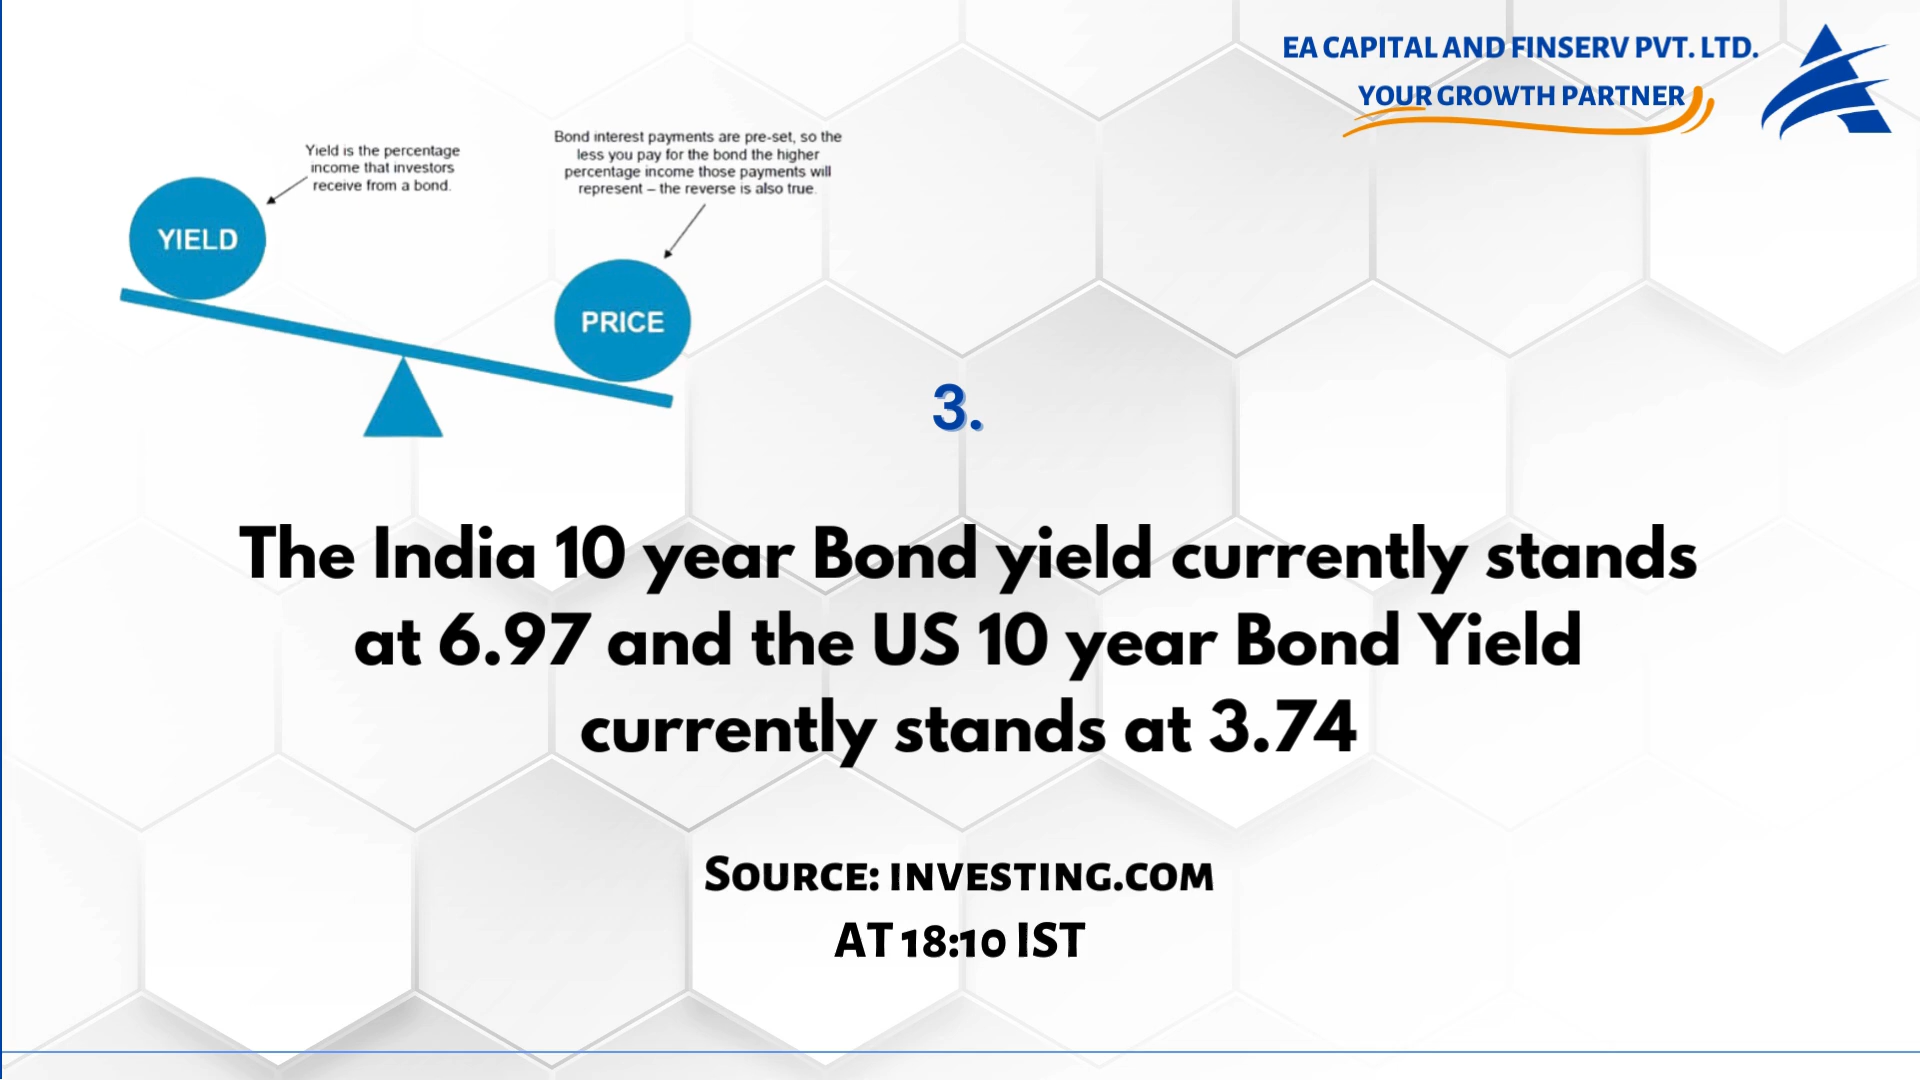 EA CAPITAL AND FINSERV PVT. LTD.
YOUR GROWTH PARTNER
Yield is the percentage
income that investors
receive from a bond.
Bond interest payments are pre-set, so the
less you pay for the bond the higher
percentage income those payments will
represent – the reverse is also true.
YIELD
PRICE
3.
The India 10 year Bond yield currently stands
at 6.97 and the US 10 year Bond Yield
currently stands at 3.74
Source: investing.com
AT 18:10 IST